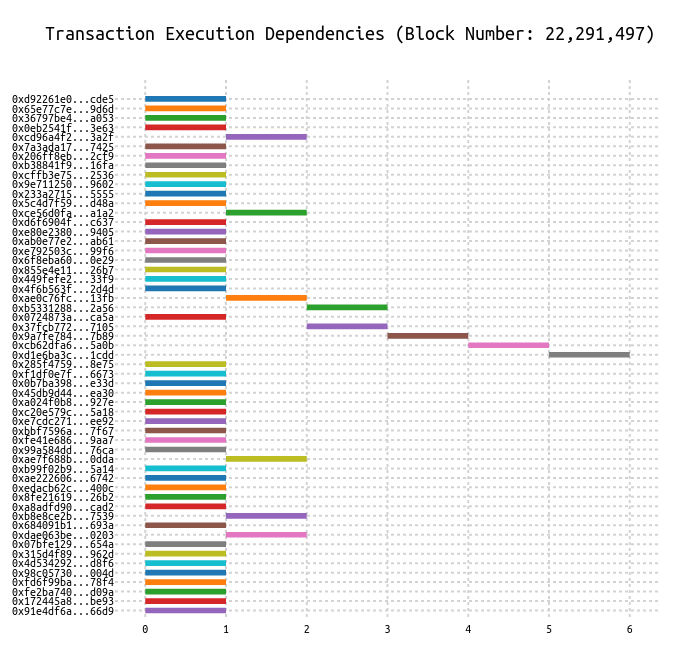 Transaction Execution Dependencies (Block Number: 22,291,497)
0xd92261e0...cde5
0x65e77c7e...9d6d
0x36797be4...a053
0x0eb2541f...3e63
0xcd96a4f2...3a2f
0x7a3ada17...7425
0x206ff8eb...2cf9
0xb38841f9...16fa
0xcffb3e75...2536
0x9e711250...9602
0x233a2715...5555
0x5c4d7f59...d48a
0xce56d0fa...a1a2
0xd6f6904f...c637
0xe80e2380...9405
0xab0e77e2...ab61
0xe792503c...99f6
0x6f8eba60...0e29
0x855e4e11...26b7
0x449fefe2...33f9
0x4f6b563f...2d4d
0xae0c76fc...13fb
0xb5331288...2a56
0x0724873a...ca5a
0x37fcb772...7105
0x9a7fe784...7b89
0xcb62dfa6...5a0b
0xd1e6ba3c...1cdd
0x285f4759...8e75
0xf1df0e7f...6673
0x0b7ba398...e33d
0x45db9d44...ea30
0xa024f0b8...927e
0xc20e579c...5a18
0xe7cdc271...ee92
0xbbf7596a...7f67
0xfe41e686...9aa7
0x99a584dd...76ca
0xae7f688b...0dda
0xb99f02b9...5a14
0xae222606...6742
0xedacb62c...400c
0x8fe21619...26b2
0xa8adfd90...cad2
0xb8e8ce2b...7539
0x684091b1...693a
0xdae063be...0203
0x07bfe129...654a
0x315d4f89...962d
0x4d534292...d8f6
0x98c05730...004d
0xfd6f99ba...78f4
0xfe2ba740...d09a
0x172445a8...be93
0x91e4df6a...66d9
0 1 2 3 4 5 6